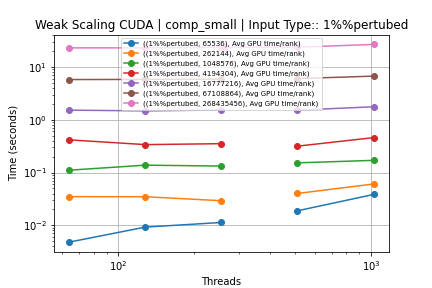 Weak Scaling CUDA | comp_small | Input Type:: 1%%pertubed
((1%%pertubed, 65536), Avg GPU time/rank)
((1%%pertubed, 262144), Avg GPU time/rank)
((1%%pertubed, 1048576), Avg GPU time/rank)
((1%%pertubed, 4194304), Avg GPU time/rank)
((1%%pertubed, 16777216), Avg GPU time/rank)
((1%%pertubed, 67108864), Avg GPU time/rank)
((1%%pertubed, 268435456), Avg GPU time/rank)
Time (seconds)
10¹
10⁰
10⁻¹
10⁻²
10²
10³
Threads